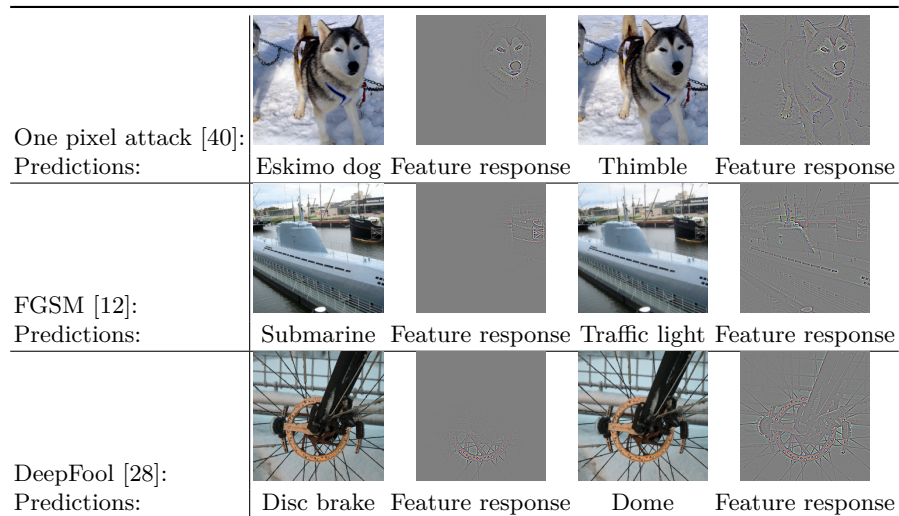 One pixel attack [40]:
Predictions: Eskimo dog Feature response Thimble Feature response
FGSM [12]:
Predictions: Submarine Feature response Traffic light Feature response
DeepFool [28]:
Predictions: Disc brake Feature response Dome Feature response